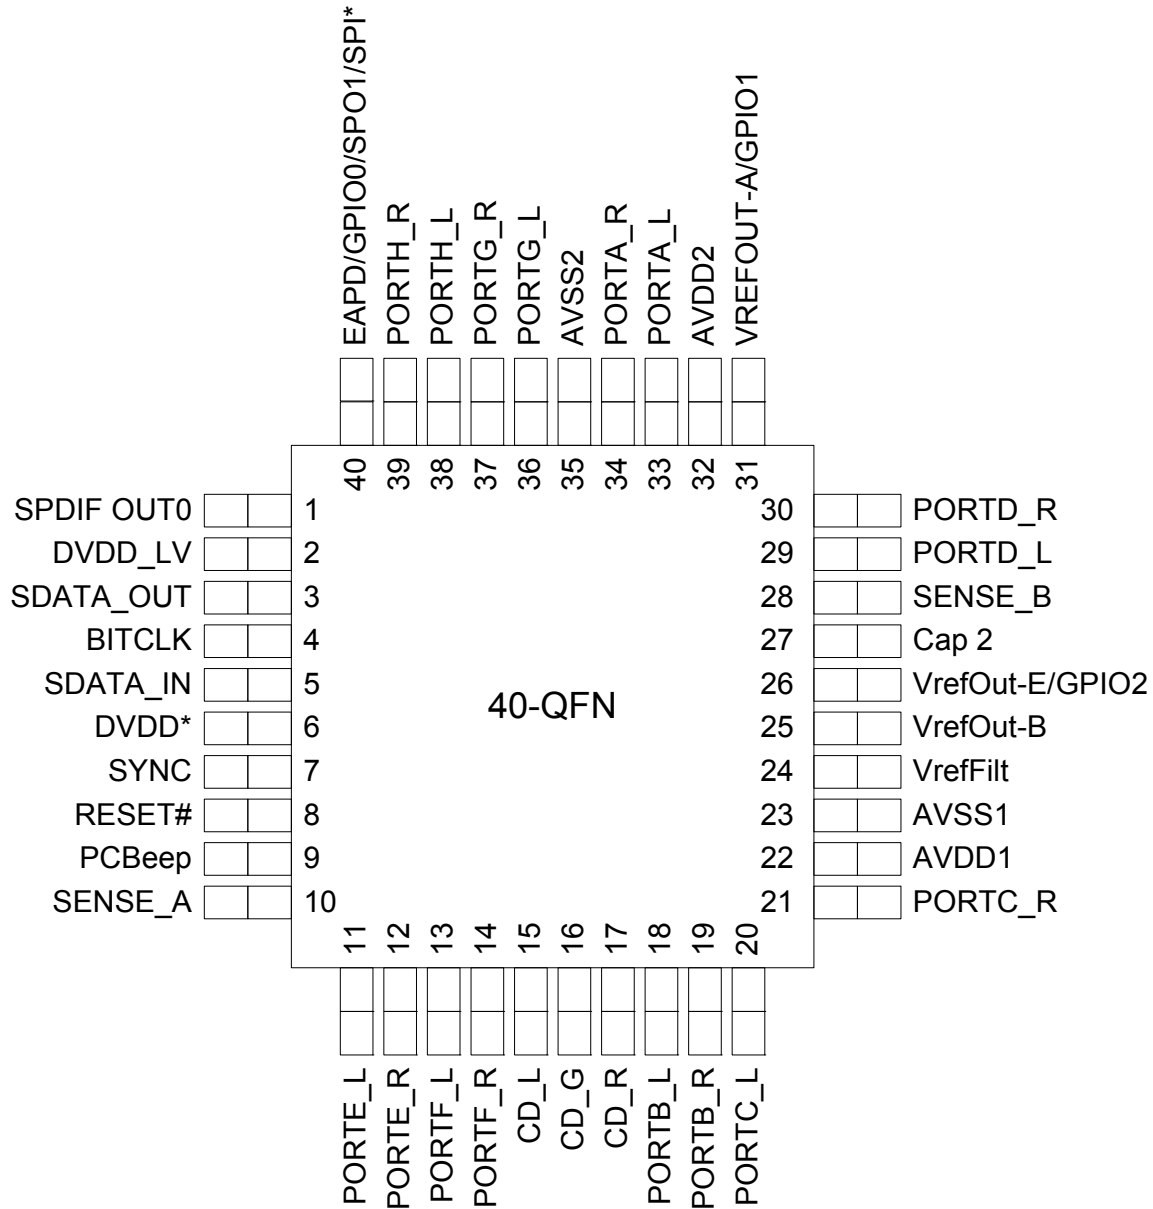 EAPD/GPIO0/SPO1/SPI*
PORTH_R
PORTH_L
PORTG_R
PORTG_L
AVSS2
PORTA_R
PORTA_L
AVDD2
VREFOUT-A/GPIO1
40
39
38
37
36
35
34
33
32
31
SPDIF OUT0
1
DVDD_LV
2
SDATA_OUT
3
BITCLK
4
SDATA_IN
5
DVDD*
6
SYNC
7
RESET#
8
PCBeep
9
SENSE_A
10
40-QFN
30
PORTD_R
29
PORTD_L
28
SENSE_B
27
Cap 2
26
VrefOut-E/GPIO2
25
VrefOut-B
24
VrefFilt
23
AVSS1
22
AVDD1
21
PORTC_R
11
12
13
14
15
16
17
18
19
20
PORTE_L
PORTE_R
PORTF_L
PORTF_R
CD_L
CD_G
CD_R
PORTB_L
PORTB_R
PORTC_L